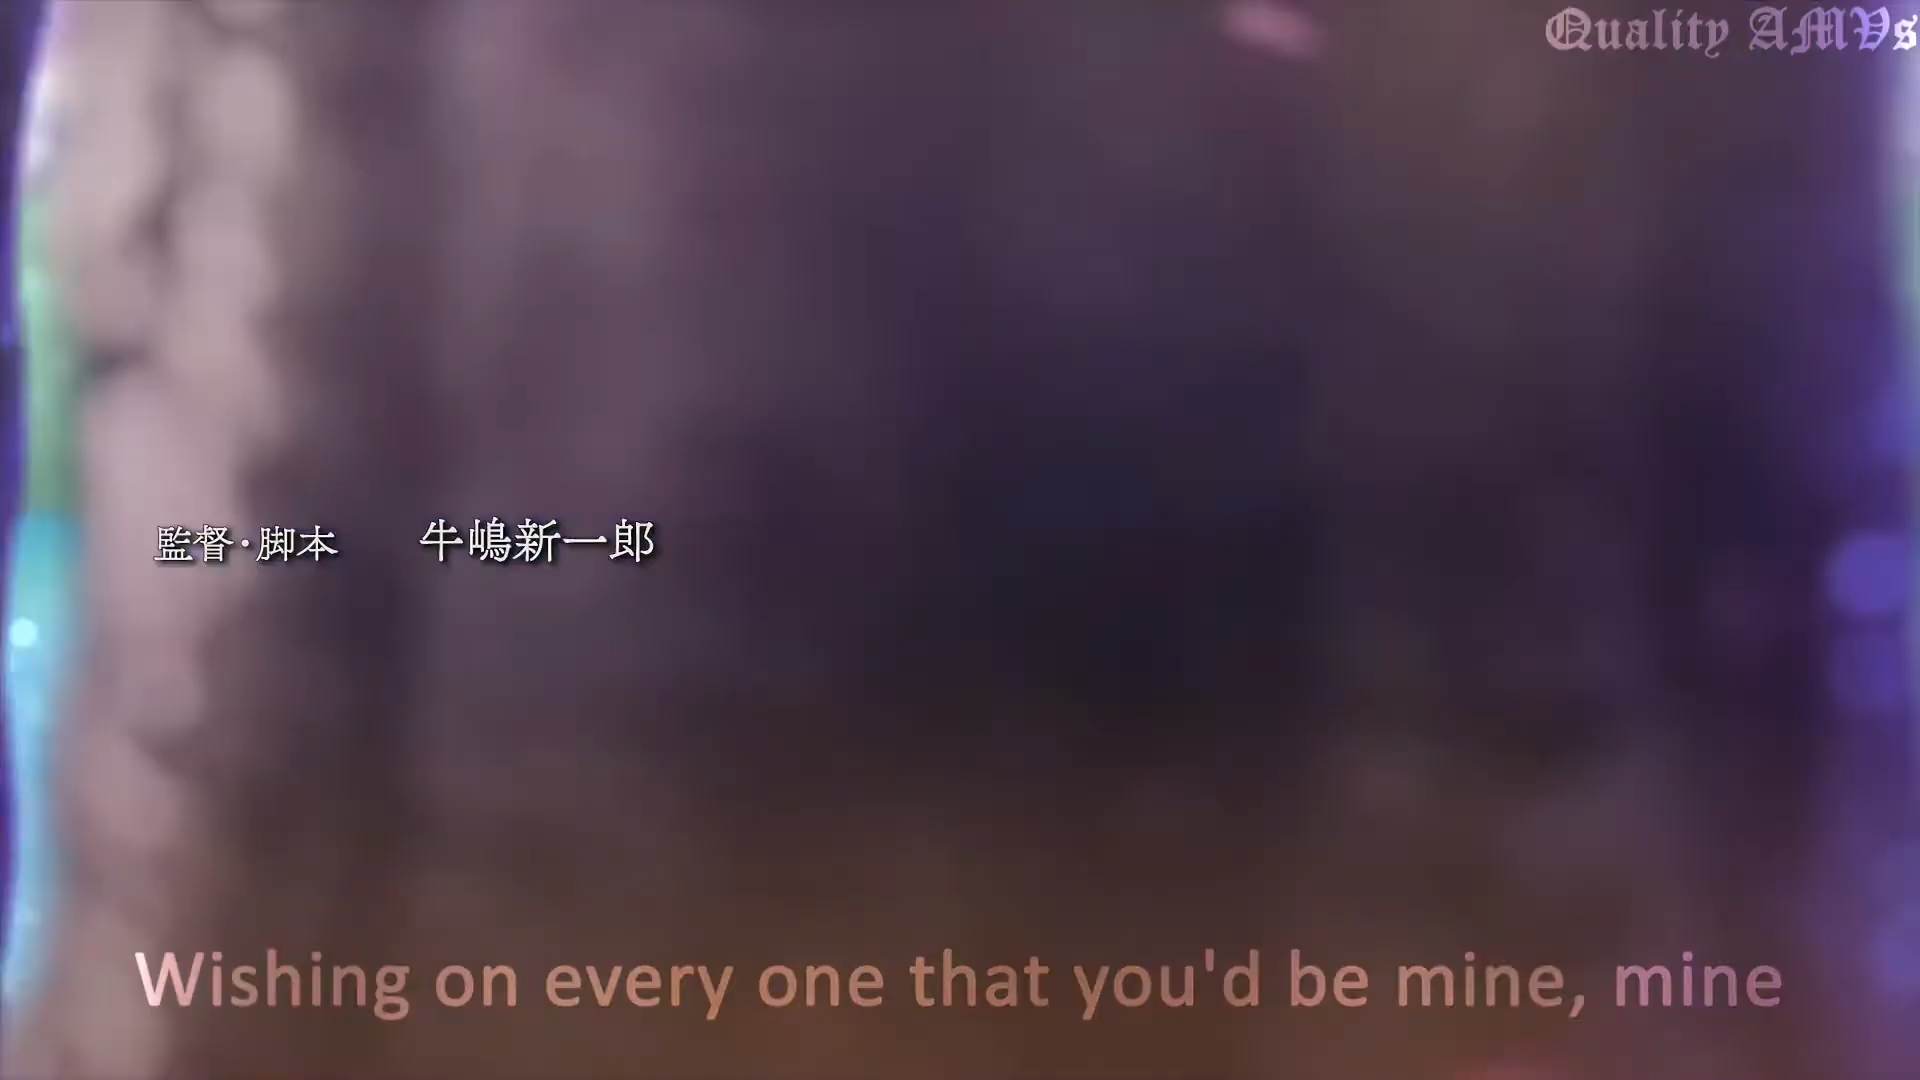 Quality AMVs
監督・脚本 牛嶋新一郎
Wishing on every one that you'd be mine, mine